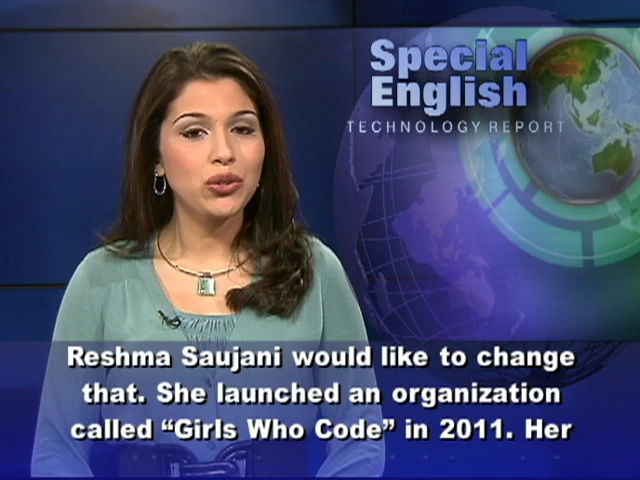 Special
English
TECHNOLOGY REPORT
Reshma Saujani would like to change
that. She launched an organization
called “Girls Who Code” in 2011. Her